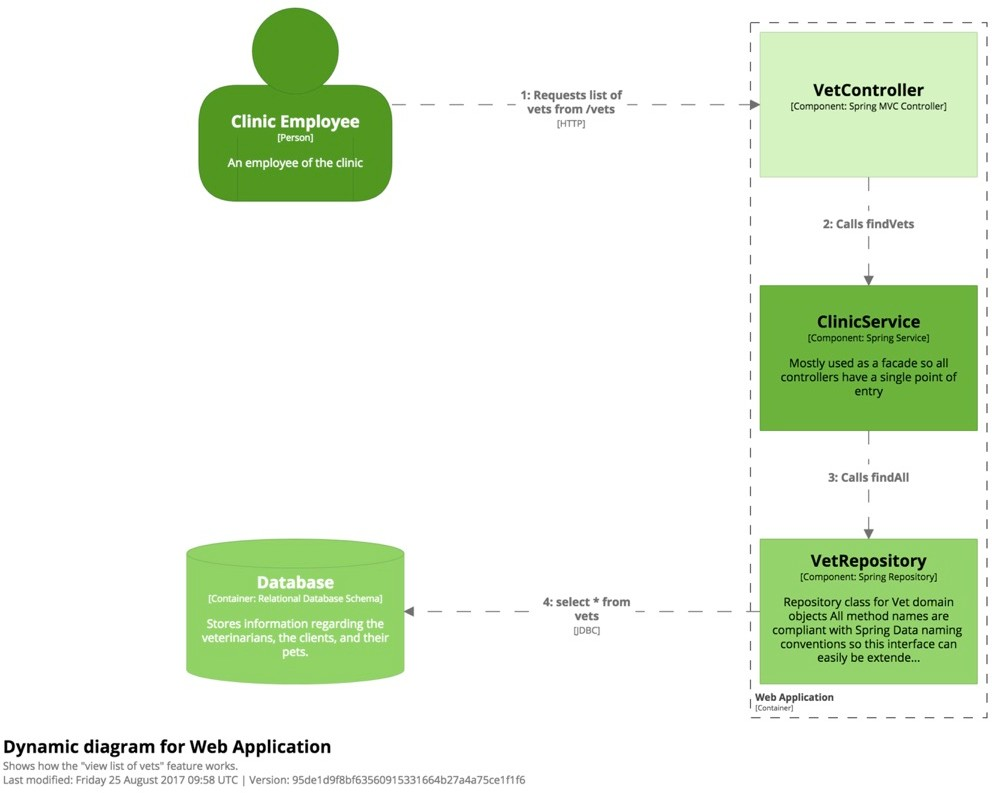 Clinic Employee
[Person]
An employee of the clinic
1: Requests list of
vets from /vets
[HTTP]
VetController
[Component: Spring MVC Controller]
2: Calls findVets
ClinicService
[Component: Spring Service]
Mostly used as a facade so all
controllers have a single point of
entry
3: Calls findAll
VetRepository
[Component: Spring Repository]
Repository class for Vet domain
objects All method names are
compliant with Spring Data naming
conventions so this interface can
easily be extende...
4: select * from
vets
[JDBC]
Database
[Container: Relational Database Schema]
Stores information regarding the
veterinarians, the clients, and their
pets.
Web Application
[Container]
Dynamic diagram for Web Application
Shows how the "view list of vets" feature works.
Last modified: Friday 25 August 2017 09:58 UTC | Version: 95de1d9f8bf63560915331664b27a4a75ce1f1f6